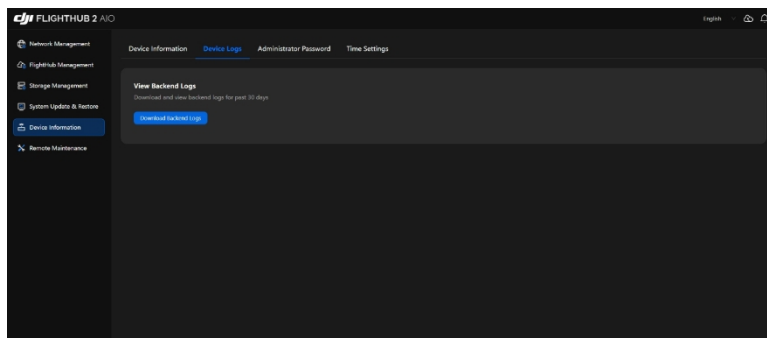 dji FLIGHTHUB 2 AIO
English
Network Management
FlightHub Management
Storage Management
System Update & Restore
Device Information
Remote Maintenance
Device Information Device Logs Administrator Password Time Settings
View Backend Logs
Download and view backend logs for past 30 days
Download Backend Logs